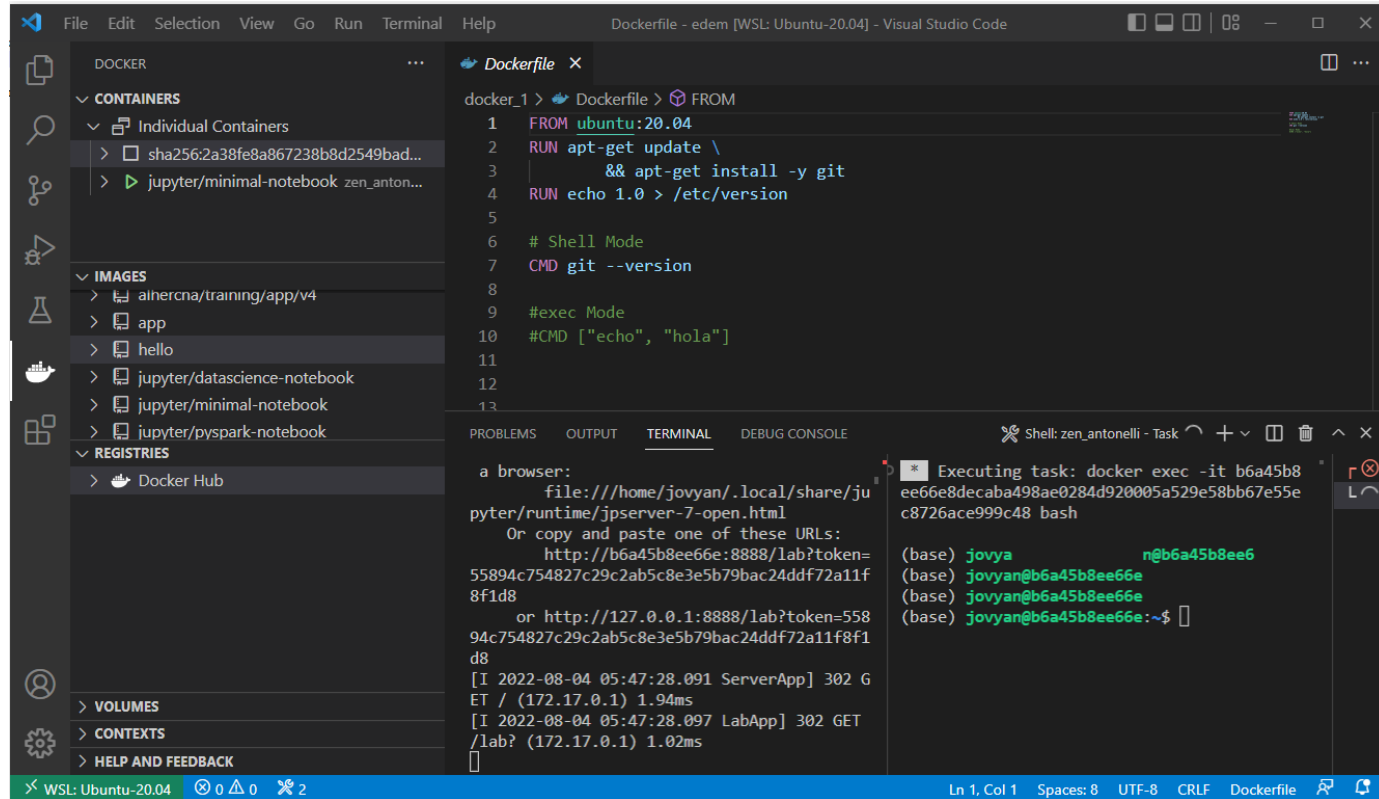 File Edit Selection View Go Run Terminal Help Dockerfile - edem [WSL: Ubuntu-20.04] - Visual Studio Code
DOCKER
CONTAINERS
Individual Containers
sha256:2a38fe8a867238b8d2549bad...
jupyter/minimal-notebook zen_anton...
IMAGES
alhercna/training/app/v4
app
hello
jupyter/datascience-notebook
jupyter/minimal-notebook
jupyter/pyspark-notebook
REGISTRIES
Docker Hub
VOLUMES
CONTEXTS
HELP AND FEEDBACK
Dockerfile
docker_1 > Dockerfile > FROM
1 FROM ubuntu:20.04
2 RUN apt-get update \
3 && apt-get install -y git
4 RUN echo 1.0 > /etc/version
5
6 # Shell Mode
7 CMD git --version
8
9 #exec Mode
10 #CMD ["echo", "hola"]
11
12
13
PROBLEMS OUTPUT TERMINAL DEBUG CONSOLE Shell: zen_antonelli - Task
a browser:
file:///home/jovyan/.local/share/ju
pyter/runtime/jpserver-7-open.html
Or copy and paste one of these URLs:
http://b6a45b8ee66e:8888/lab?token=
55894c754827c29c2ab5c8e3e5b79bac24ddf72a11f
8f1d8
or http://127.0.0.1:8888/lab?token=558
94c754827c29c2ab5c8e3e5b79bac24ddf72a11f8f1
d8
[I 2022-08-04 05:47:28.091 ServerApp] 302 G
ET / (172.17.0.1) 1.94ms
[I 2022-08-04 05:47:28.097 LabApp] 302 GET
/lab? (172.17.0.1) 1.02ms
* Executing task: docker exec -it b6a45b8
ee66e8decaba498ae0284d920005a529e58bb67e55e
c8726ace999c48 bash
(base) jovya n@b6a45b8ee6
(base) jovyan@b6a45b8ee66e
(base) jovyan@b6a45b8ee66e
(base) jovyan@b6a45b8ee66e:~$
WSL: Ubuntu-20.04 0 0 2 Ln 1, Col 1 Spaces: 8 UTF-8 CRLF Dockerfile